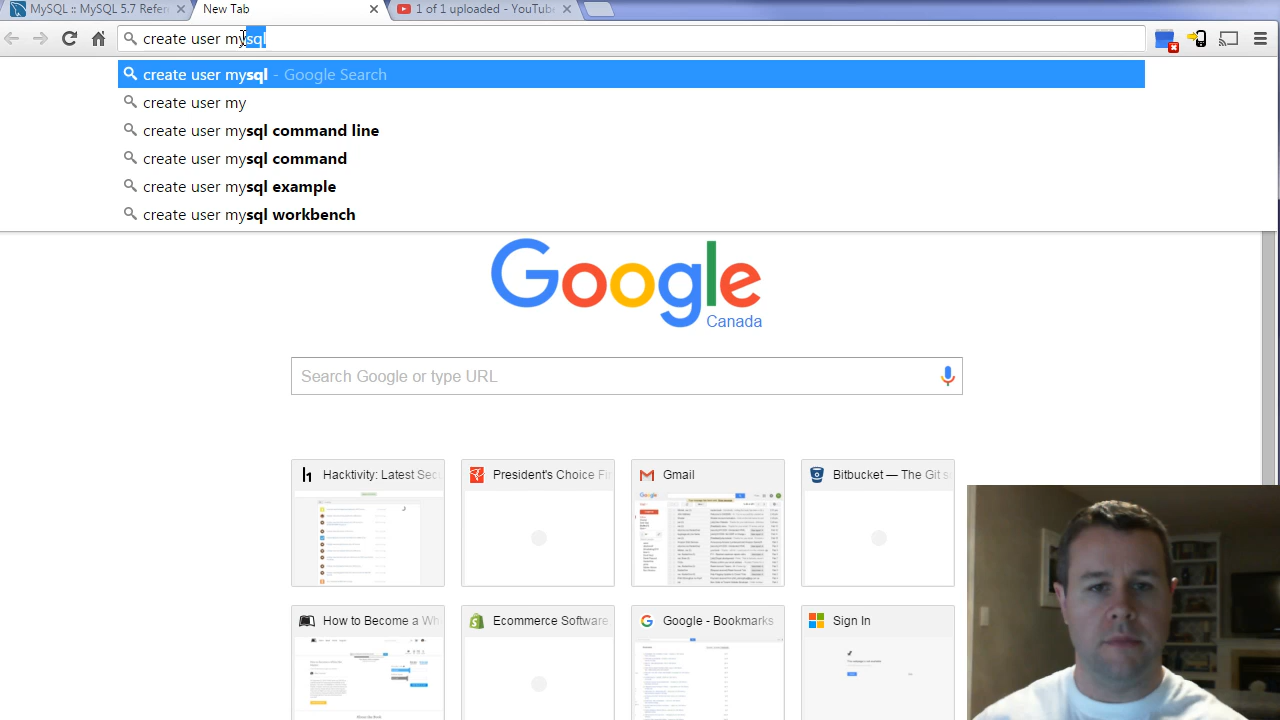 MySQL :: MySQL 5.7 Refer
New Tab
1 of 1 uploaded - YouTube
create user mysql
create user mysql - Google Search
create user my
create user mysql command line
create user mysql command
create user mysql example
create user mysql workbench
Google
Canada
Search Google or type URL
Hacktivity: Latest Sec
President's Choice Fi
Gmail
Bitbucket — The Git s
How to Become a Wh
Ecommerce Software
Google - Bookmarks
Sign In